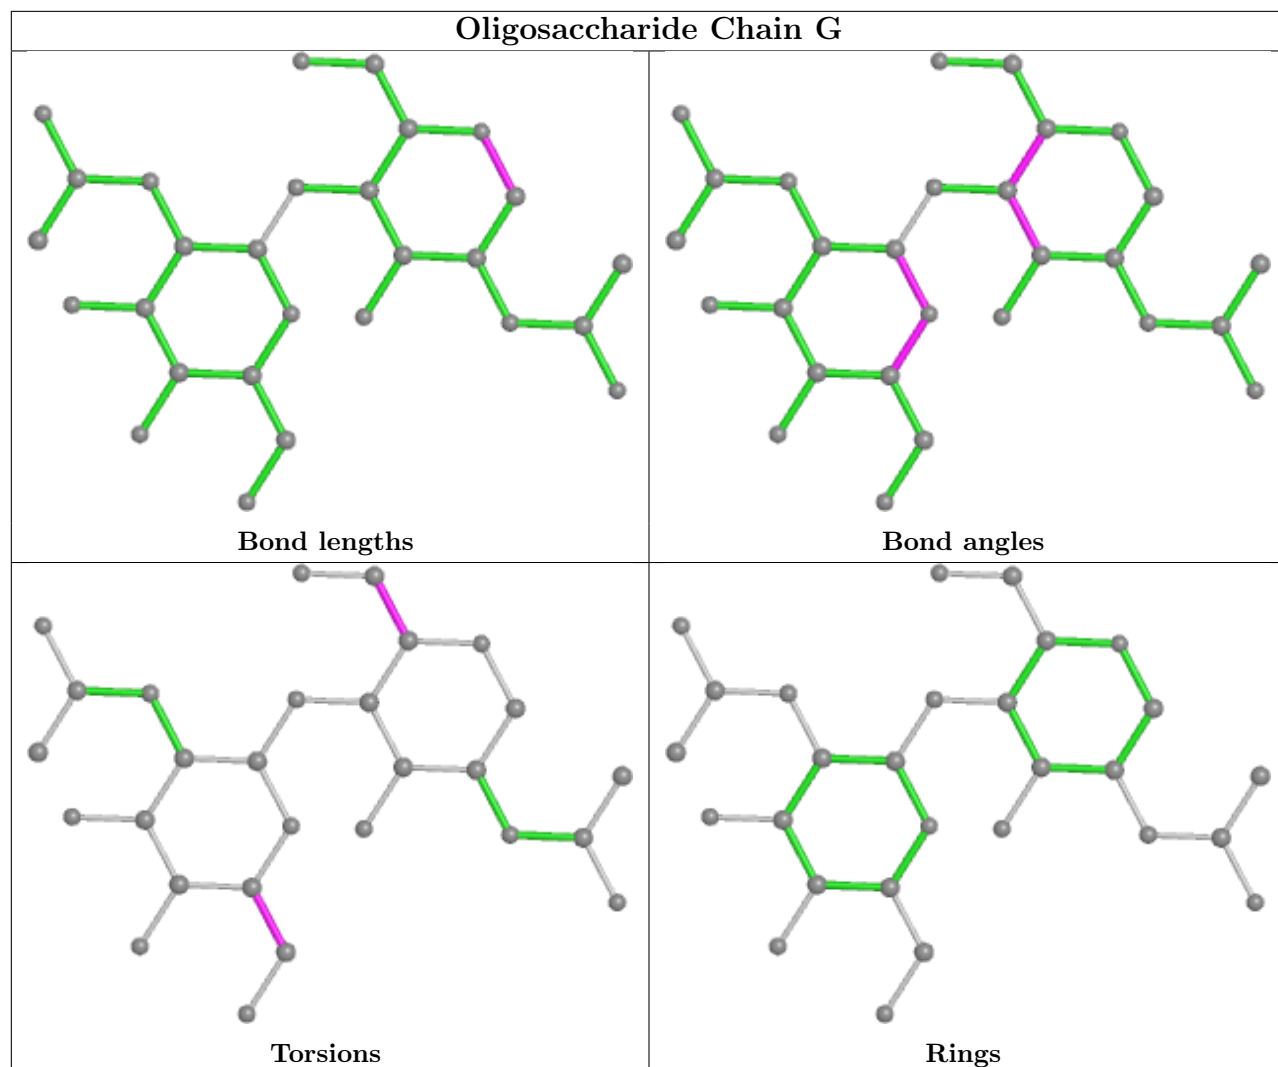 Oligosaccharide Chain G
Bond lengths
Bond angles
Torsions
Rings